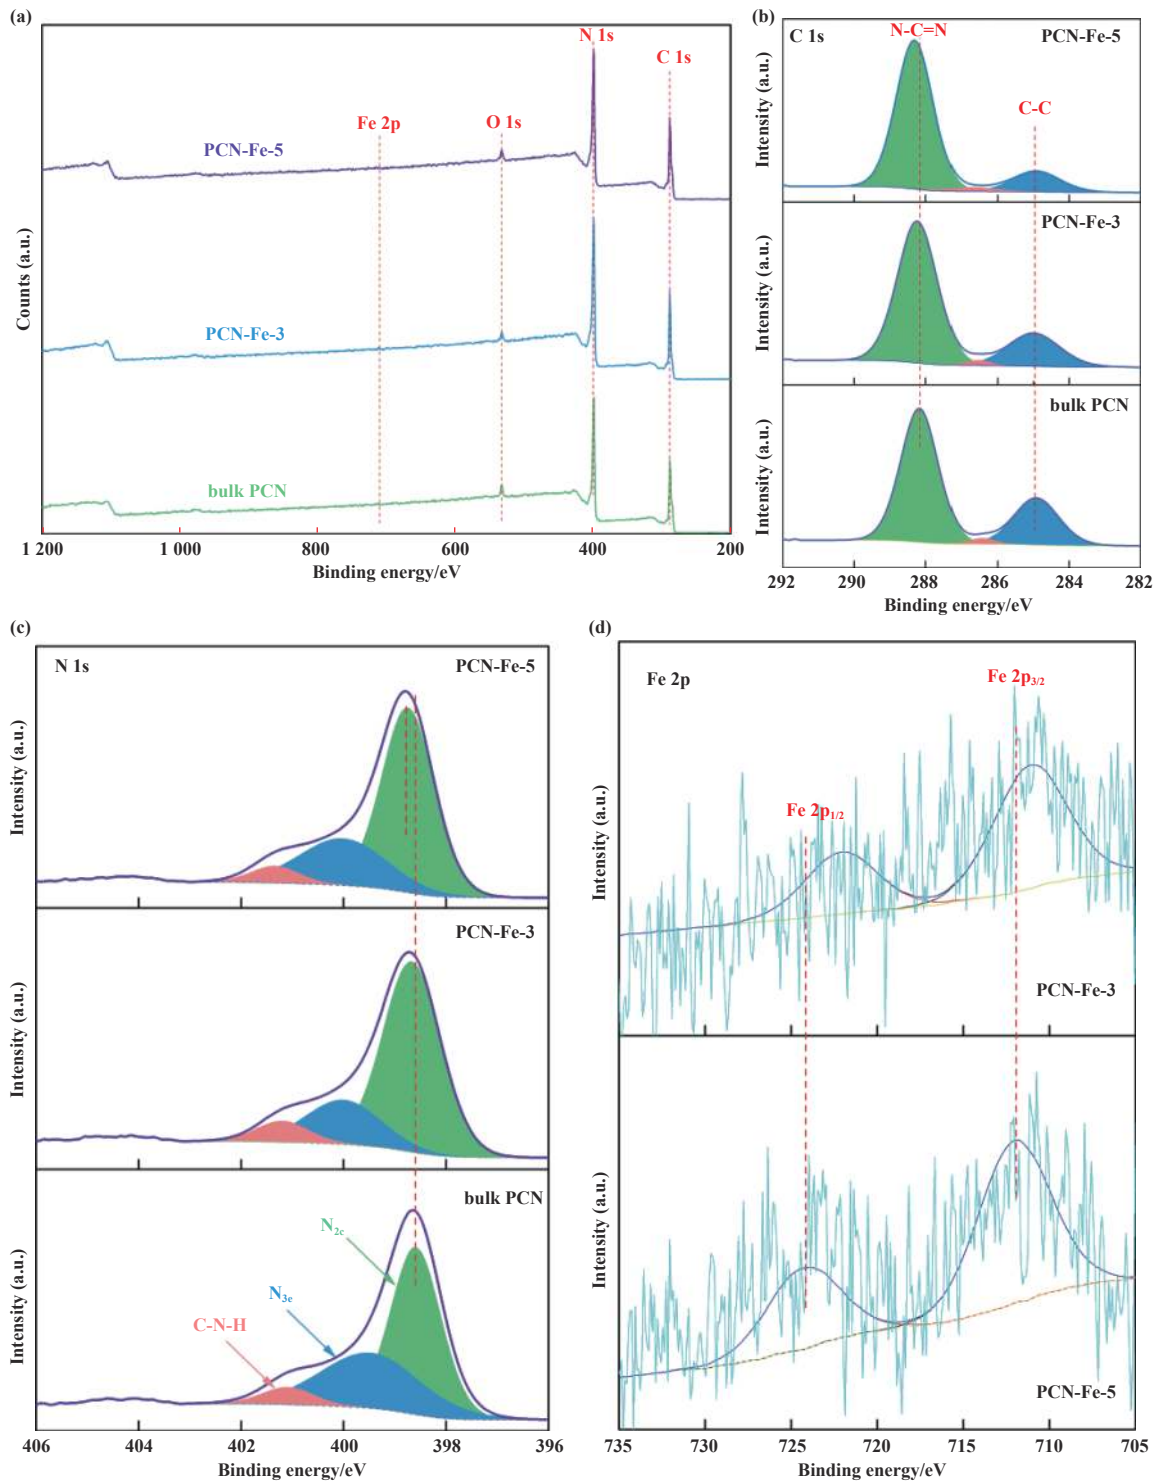 (a)
N 1s
C 1s
Fe 2p
O 1s
PCN-Fe-5
PCN-Fe-3
bulk PCN
Counts (a.u.)
1 200
1 000
800
600
400
200
Binding energy/eV
(b)
C 1s
N-C=N
PCN-Fe-5
C-C
Intensity (a.u.)
PCN-Fe-3
Intensity (a.u.)
bulk PCN
Intensity (a.u.)
292
290
288
286
284
282
Binding energy/eV
(c)
N 1s
PCN-Fe-5
Intensity (a.u.)
PCN-Fe-3
Intensity (a.u.)
bulk PCN
N2c
N3e
C-N-H
Intensity (a.u.)
406
404
402
400
398
396
Binding energy/eV
(d)
Fe 2p
Fe 2p3/2
Fe 2p1/2
Intensity (a.u.)
PCN-Fe-3
Intensity (a.u.)
PCN-Fe-5
735
730
725
720
715
710
705
Binding energy/eV